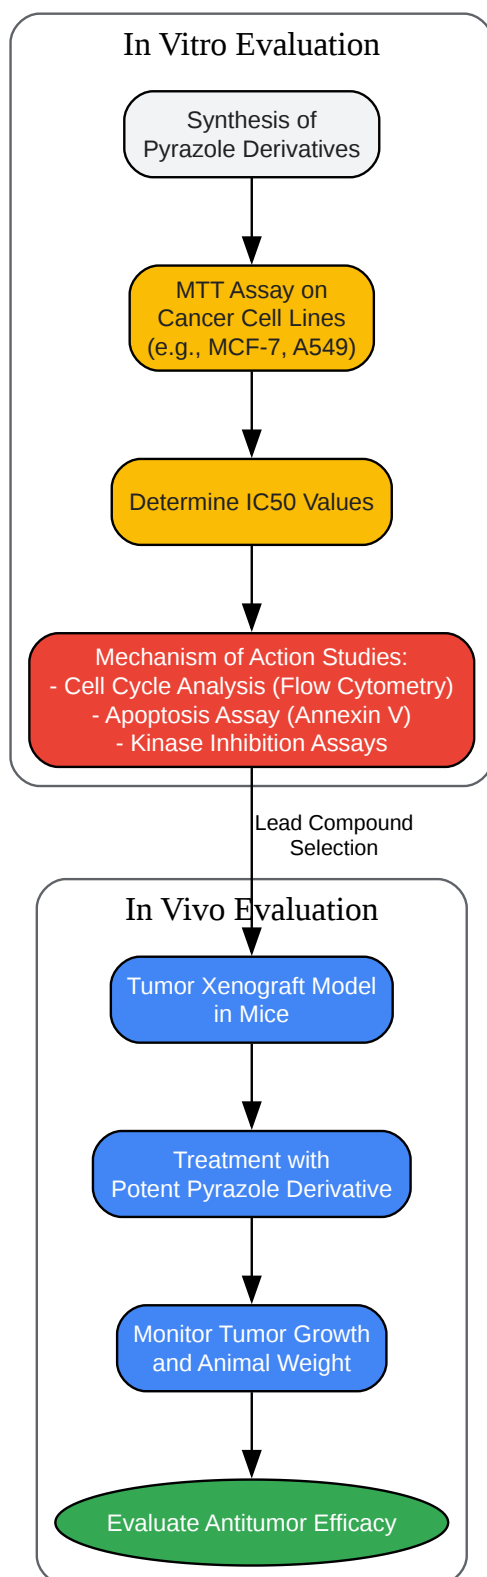 In Vitro Evaluation
Synthesis of
Pyrazole Derivatives
MTT Assay on
Cancer Cell Lines
(e.g., MCF-7, A549)
Determine IC50 Values
Mechanism of Action Studies:
- Cell Cycle Analysis (Flow Cytometry)
- Apoptosis Assay (Annexin V)
- Kinase Inhibition Assays
Lead Compound
Selection
In Vivo Evaluation
Tumor Xenograft Model
in Mice
Treatment with
Potent Pyrazole Derivative
Monitor Tumor Growth
and Animal Weight
Evaluate Antitumor Efficacy